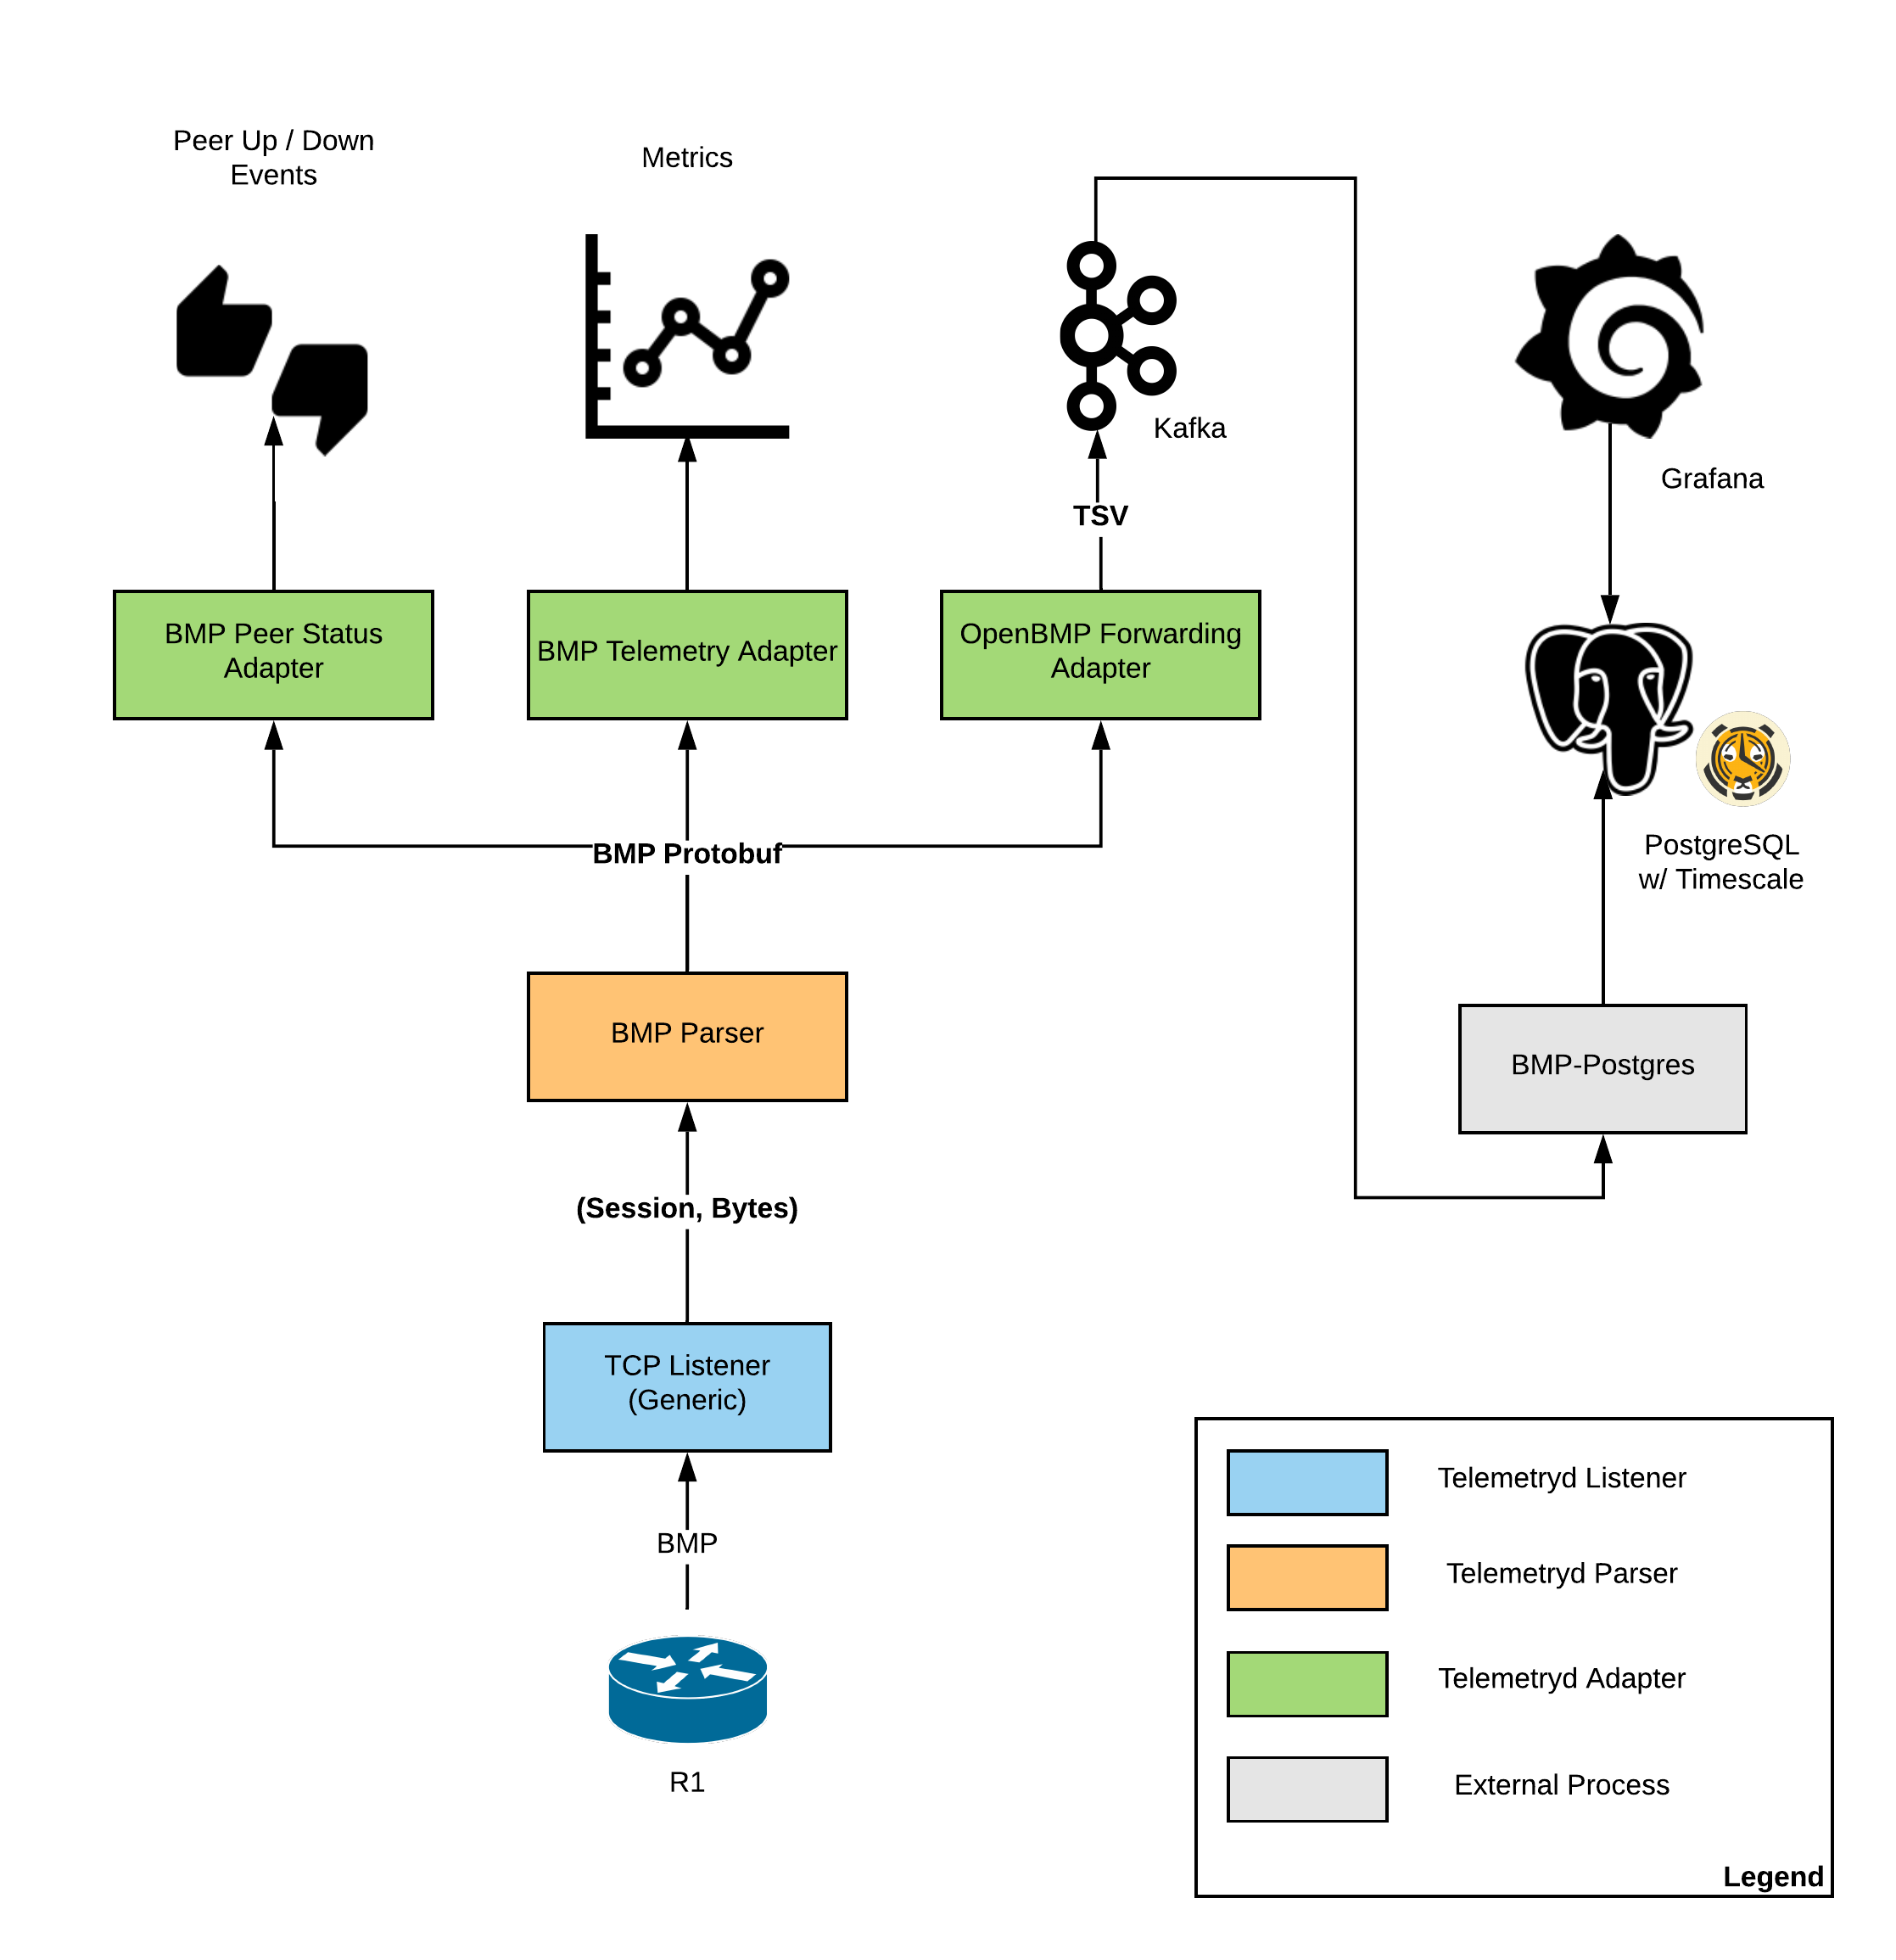 Peer Up / Down
Events
Metrics
Kafka
Grafana
TSV
BMP Peer Status
Adapter
BMP Telemetry Adapter
OpenBMP Forwarding
Adapter
BMP Protobuf
PostgreSQL
w/ Timescale
BMP Parser
BMP-Postgres
(Session, Bytes)
TCP Listener
(Generic)
BMP
R1
Telemetryd Listener
Telemetryd Parser
Telemetryd Adapter
External Process
Legend